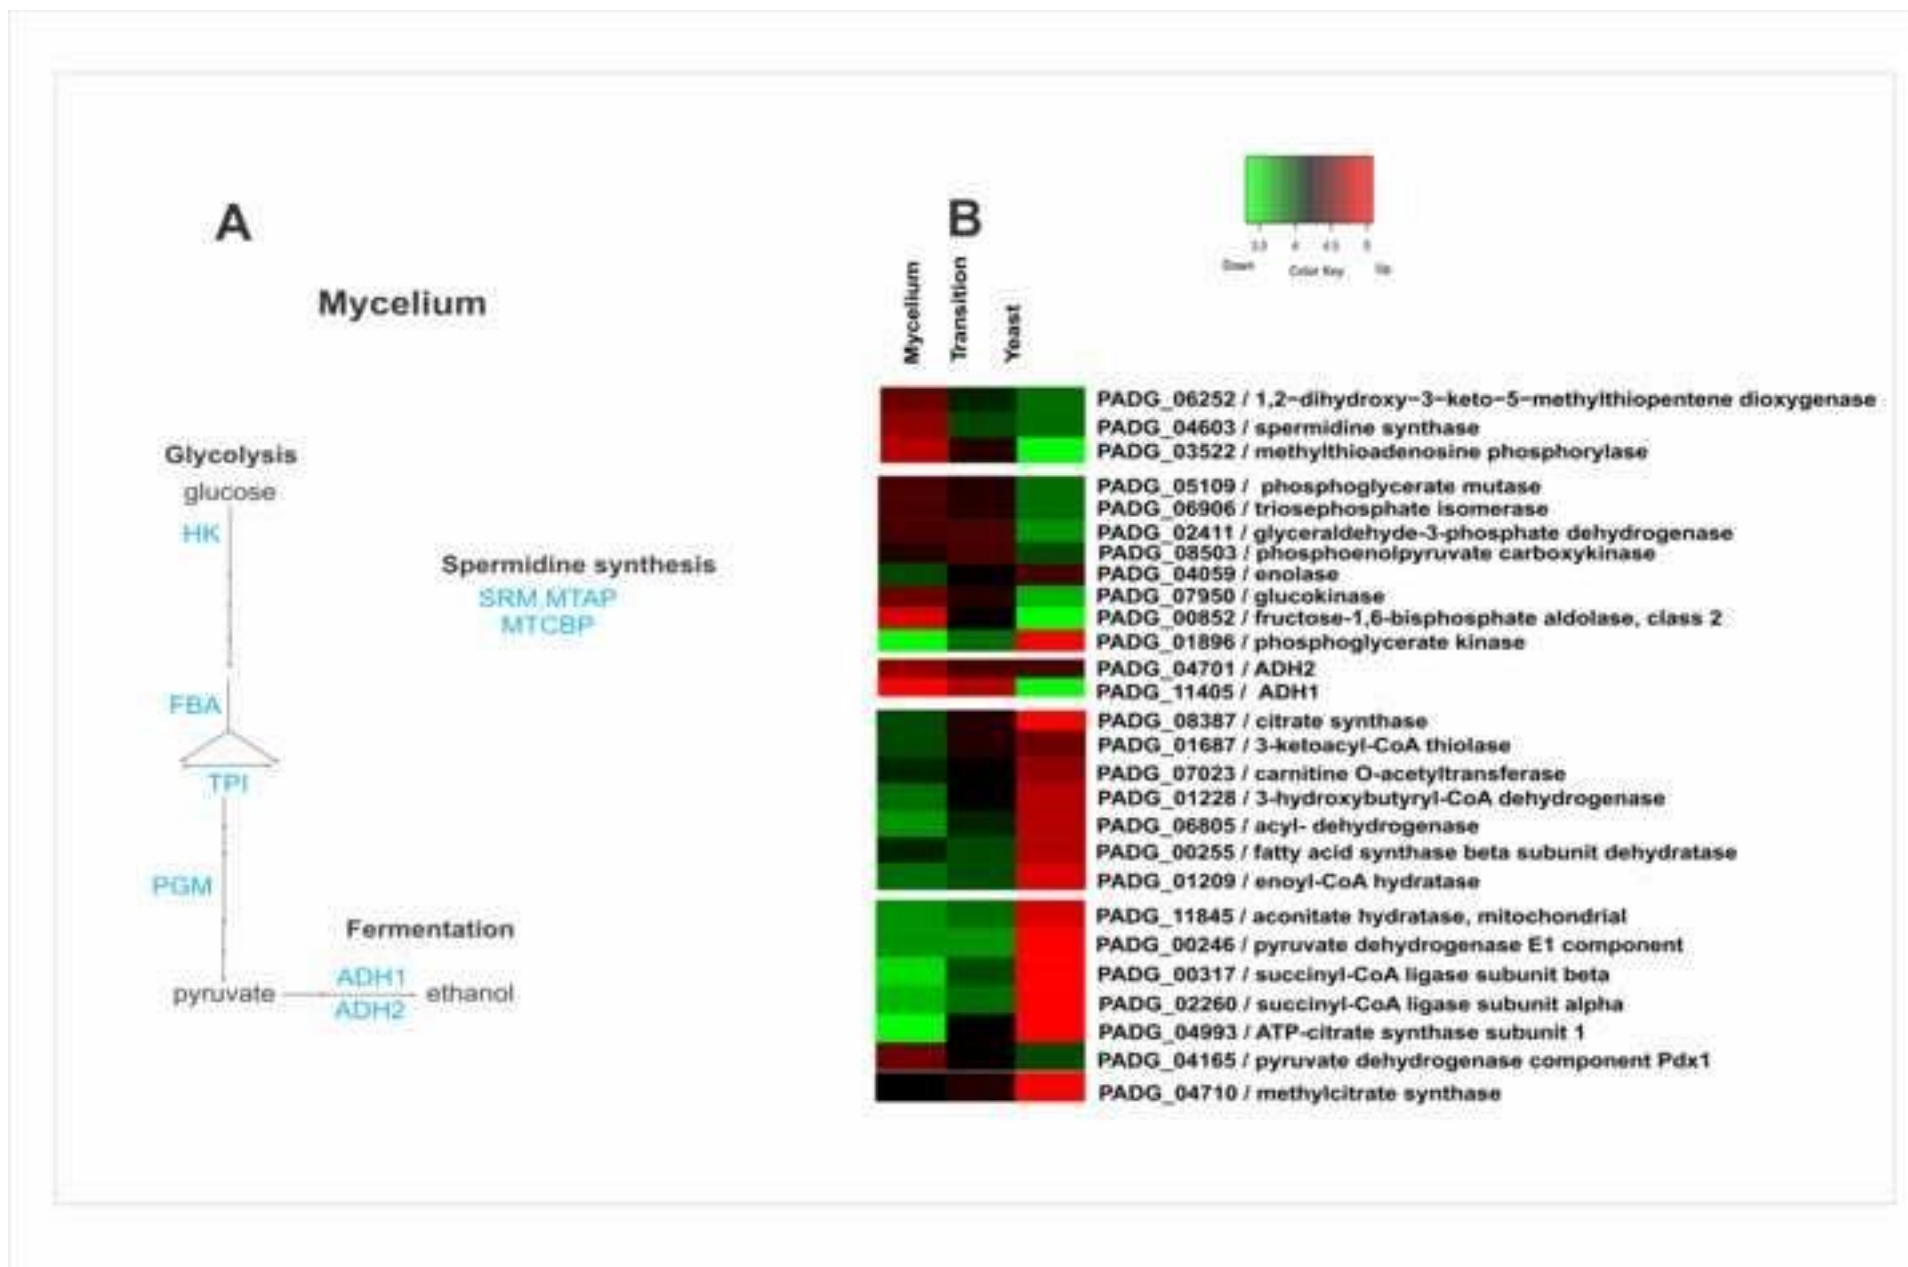 A
Mycelium
Glycolysis
glucose
HK
Spermidine synthesis
SRM MTAP
MTCBP
FBA
TPI
PGM
Fermentation
ADH1
pyruvate
ethanol
ADH2
B
4
4.5
5
Down
Color Key
Up
Mycelium
Transition
Yeast
PADG_06252 / 1,2-dihydroxy-3-keto-5-methylthiopentene dioxygenase
PADG_04603 / spermidine synthase
PADG_03522 / methylthioadenosine phosphorylase
PADG_05109 / phosphoglycerate mutase
PADG_06906 / triosephosphate isomerase
PADG_02411 / glyceraldehyde-3-phosphate dehydrogenase
PADG_08503 / phosphoenolpyruvate carboxykinase
PADG_04059 / enolase
PADG_07950 / glucokinase
PADG_00852 / fructose-1,6-bisphosphate aldolase, class 2
PADG_01896 / phosphoglycerate kinase
PADG_04701 / ADH2
PADG_11405 / ADH1
PADG_08387 / citrate synthase
PADG_01687 / 3-ketoacyl-CoA thiolase
PADG_07023 / carnitine O-acetyltransferase
PADG_01228 / 3-hydroxybutyryl-CoA dehydrogenase
PADG_06805 / acyl- dehydrogenase
PADG_00255 / fatty acid synthase beta subunit dehydratase
PADG_01209 / enoyl-CoA hydratase
PADG_11845 / aconitate hydratase, mitochondrial
PADG_00246 / pyruvate dehydrogenase E1 component
PADG_00317 / succinyl-CoA ligase subunit beta
PADG_02260 / succinyl-CoA ligase subunit alpha
PADG_04993 / ATP-citrate synthase subunit 1
PADG_04165 / pyruvate dehydrogenase component Pdx1
PADG_04710 / methylcitrate synthase